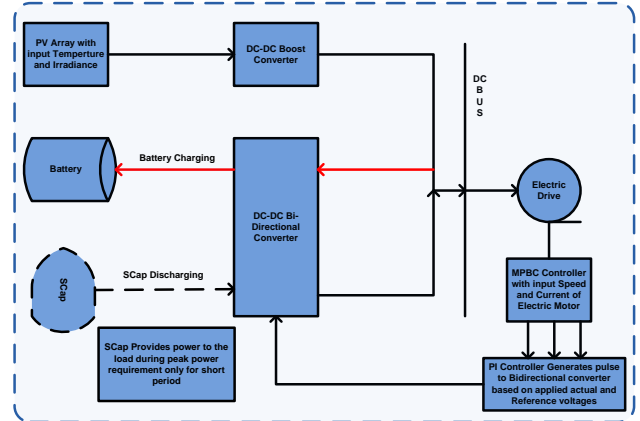 PV Array with
input Temperture
and Irradiance
DC-DC Boost
Converter
DC
B
U
S
Battery
Battery Charging
DC-DC Bi-
Directional
Converter
Electric
Drive
SCap
SCap Discharging
MPBC Controller
with input Speed
and Current of
Electric Motor
SCap Provides power to the
load during peak power
requirement only for short
period
PI Controller Generates pulse
to Bidirectional converter
based on applied actual and
Reference voltages